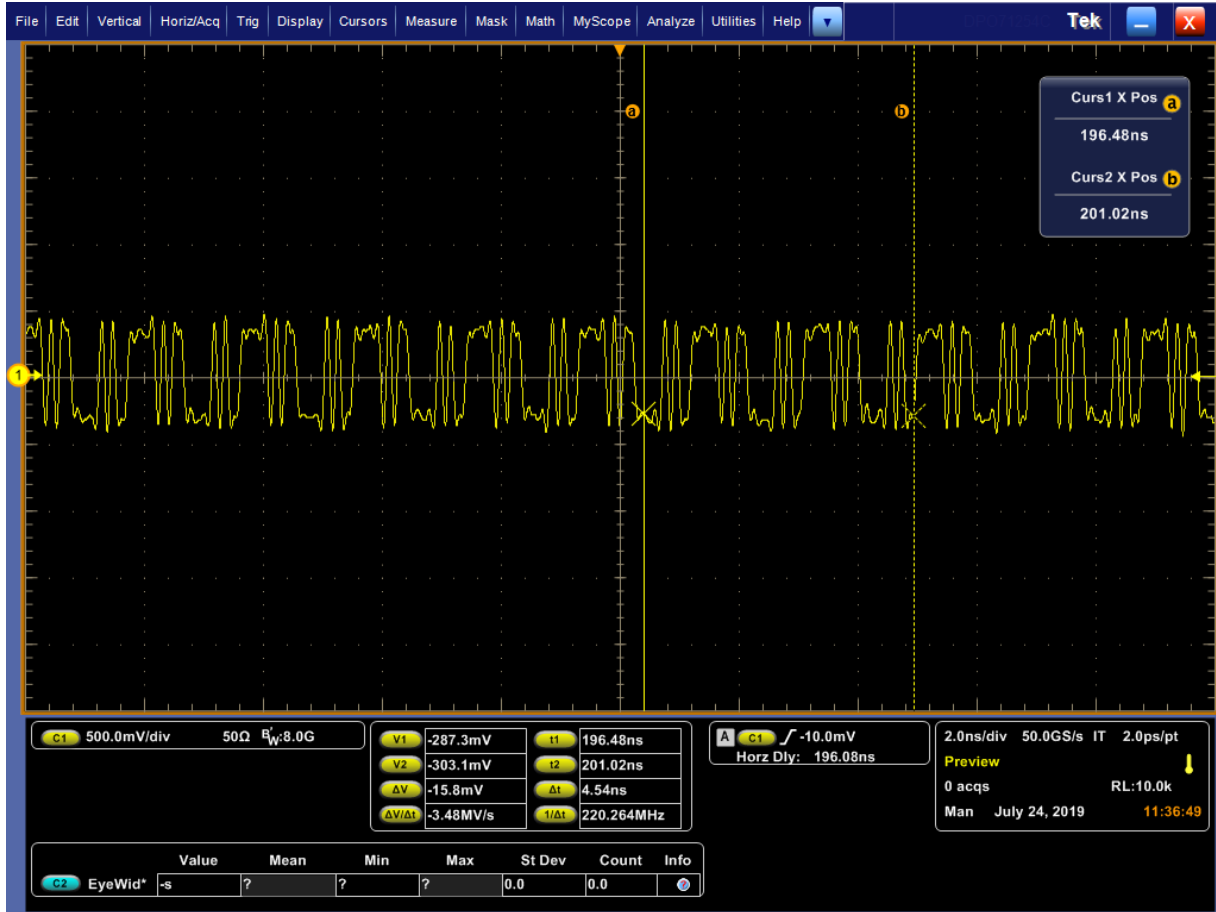 File Edit Vertical Horiz/Acq Trig Display Cursors Measure Mask Math MyScope Analyze Utilities Help Tek X
a b
Curs1 X Pos a
196.48ns
Curs2 X Pos b
201.02ns
1
C1 500.0mV/div 50Ω BW:8.0G
V1 -287.3mV t1 196.48ns
V2 -303.1mV t2 201.02ns
ΔV -15.8mV Δt 4.54ns
ΔV/Δt -3.48MV/s 1/Δt 220.264MHz
A C1 -10.0mV
Horz Dly: 196.08ns
2.0ns/div 50.0GS/s IT 2.0ps/pt
Preview
0 acqs RL:10.0k
Man July 24, 2019 11:36:49
Value Mean Min Max St Dev Count Info
C2 EyeWid* -s ? ? ? 0.0 0.0 ?